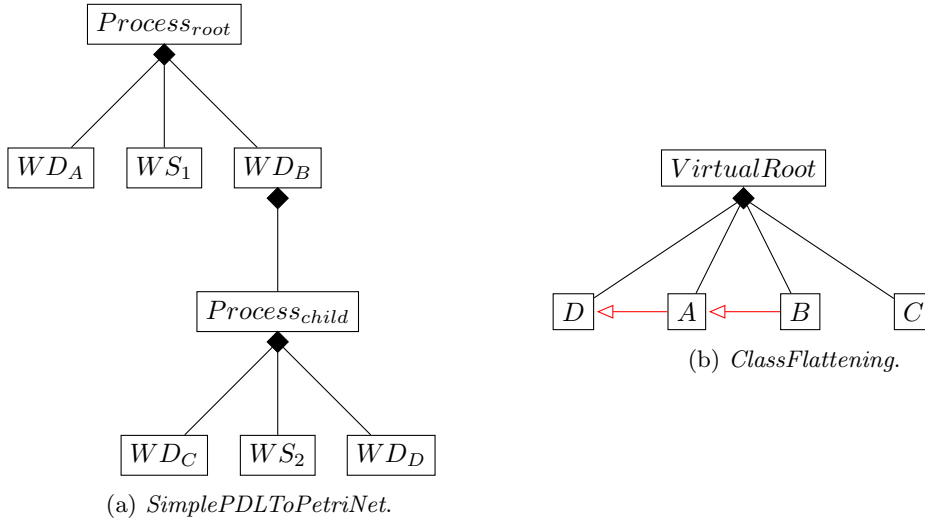 Process_root
WD_A WS_1 WD_B
Process_child
WD_C WS_2 WD_D
(a) SimplePDLToPetriNet.
VirtualRoot
D A B C
(b) ClassFlattening.